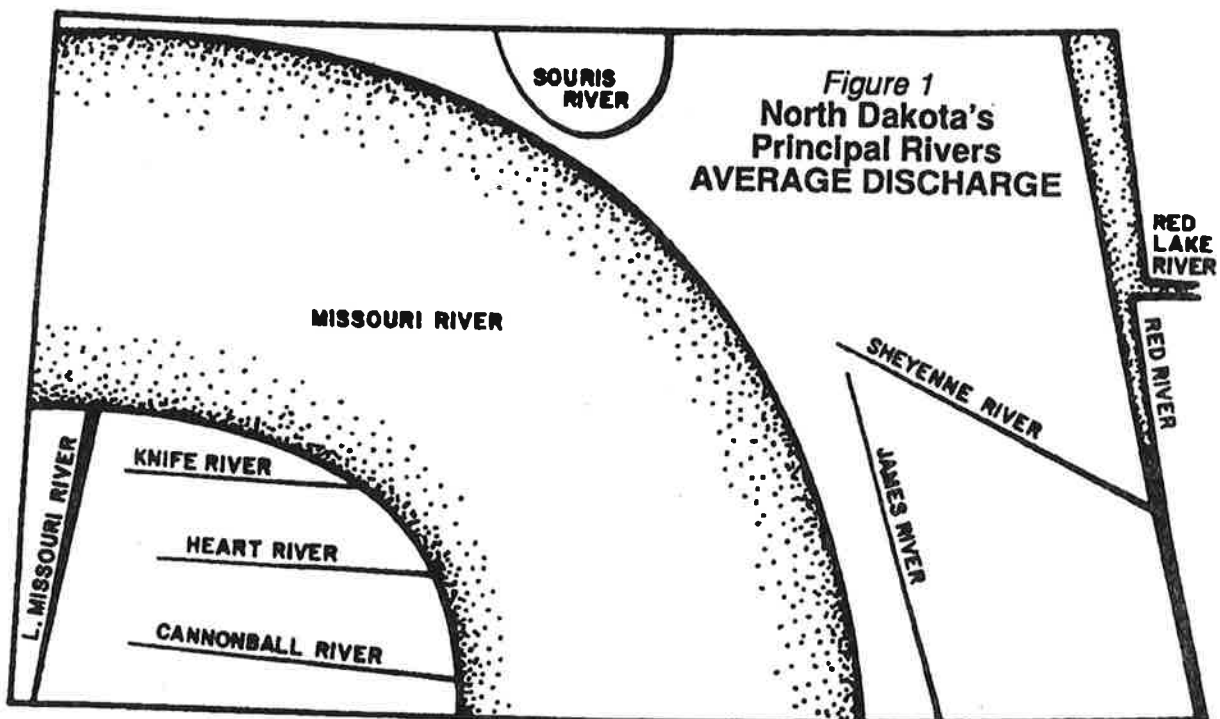 SOURIS
RIVER
Figure 1
North Dakota's
Principal Rivers
AVERAGE DISCHARGE
RED
LAKE
RIVER
MISSOURI RIVER
RED RIVER
SHEYENNE RIVER
JAMES RIVER
L. MISSOURI RIVER
KNIFE RIVER
HEART RIVER
CANNONBALL RIVER